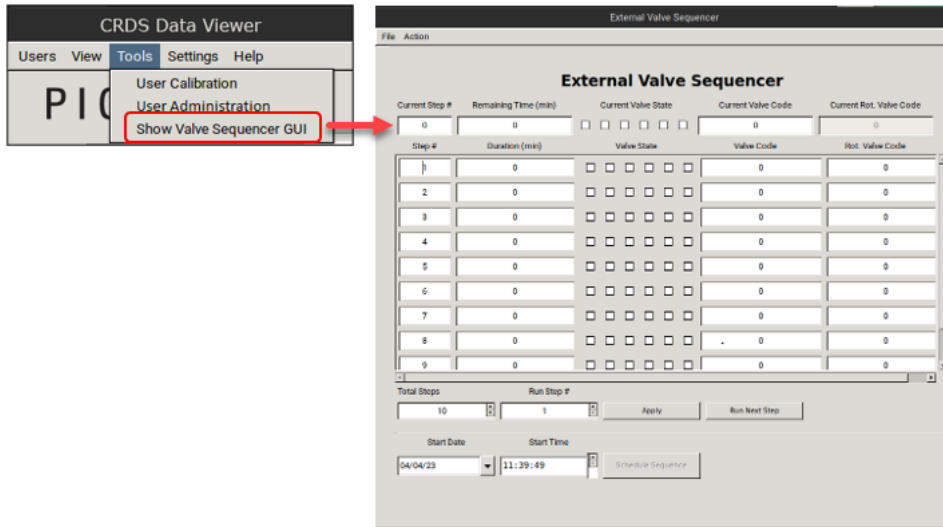 CRDS Data Viewer
Users View Tools Settings Help
User Calibration
User Administration
Show Valve Sequencer GUI
External Valve Sequencer
File Action
External Valve Sequencer
Current Step # Remaining Time (min) Current Valve State Current Valve Code Current Rot. Valve Code
0 0 0 0
Step # Duration (min) Valve State Valve Code Rot. Valve Code
1 0 0 0
2 0 0 0
3 0 0 0
4 0 0 0
5 0 0 0
6 0 0 0
7 0 0 0
8 0 0 0
9 0 0 0
Total Steps Run Step #
10 1 Apply Run Next Step
Start Date Start Time
04/04/23 11:39:49 Schedule Sequence